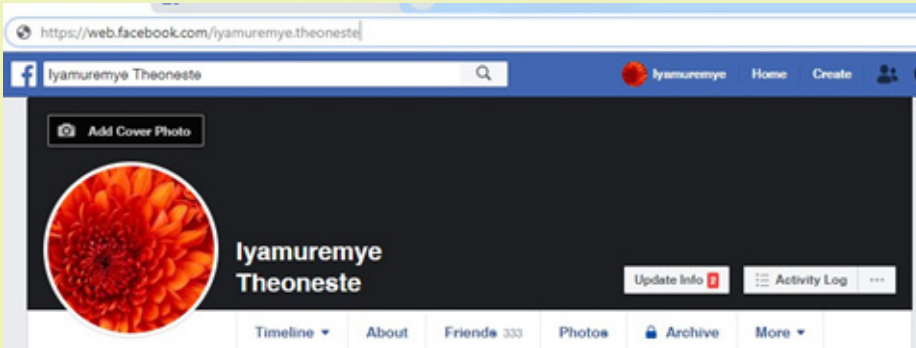 https://web.facebook.com/iyamuremye.theoneste
f Iyamuremye Theoneste Iyamuremye Home Create
Add Cover Photo
Iyamuremye
Theoneste
Update Info 2 Activity Log ...
Timeline About Friends 333 Photos Archive More